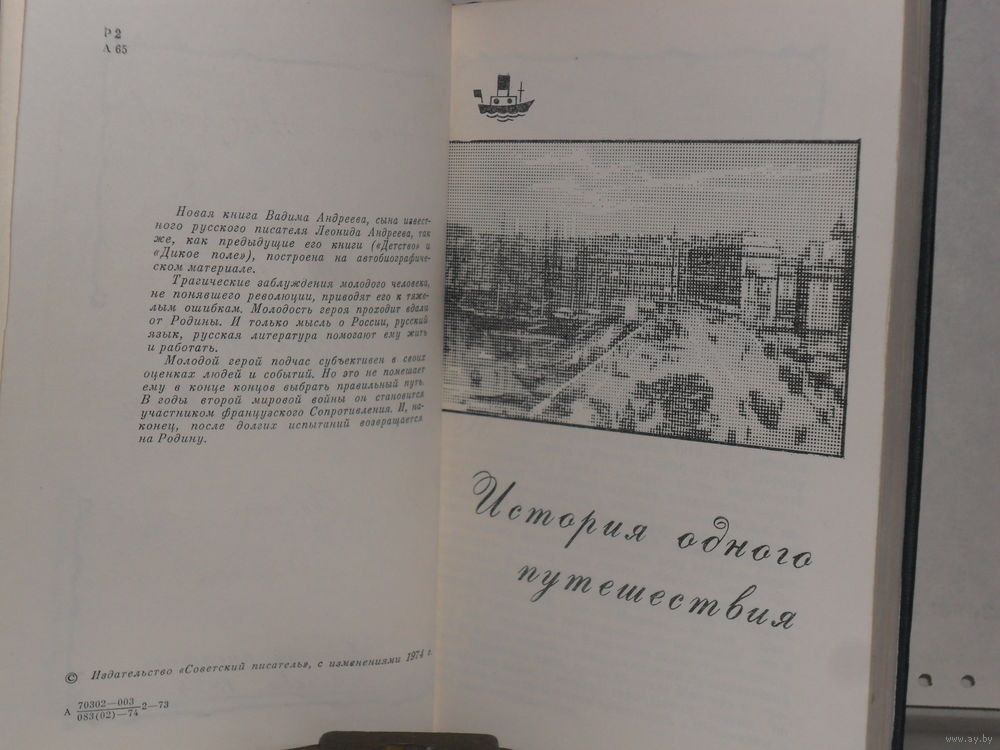 Р 2
А 65
Новая книга Вадима Андреева, сына извест-
ного русского писателя Леонида Андреева, так
же, как предыдущие его книги («Детство» и
«Дикое поле»), построена на автобиографиче-
ском материале.
Трагические заблуждения молодого человека,
не понявшего революции, приводят его к тяже-
лым ошибкам. Молодость героя проходит вдали
от Родины. И только мысль о России, русский
язык, русская литература помогают ему жить
и работать.
Молодой герой подчас субъективен в своих
оценках людей и событий. Но это не помешает
ему в конце концов выбрать правильный путь.
В годы второй мировой войны он становится
участником французского Сопротивления. И, на-
конец, после долгих испытаний возвращается
на Родину.
© Издательство «Советский писатель», с изменениями 1974 г.
А 70302—003
083(02)—74 2—73
История одного
путешествия
www.ay.by